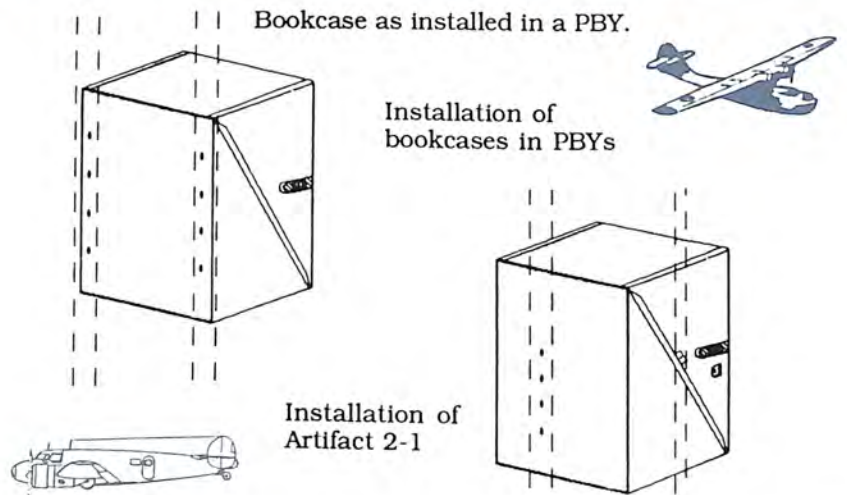 Bookcase as installed in a PBY.
Installation of
bookcases in PBYs
Installation of
Artifact 2-1